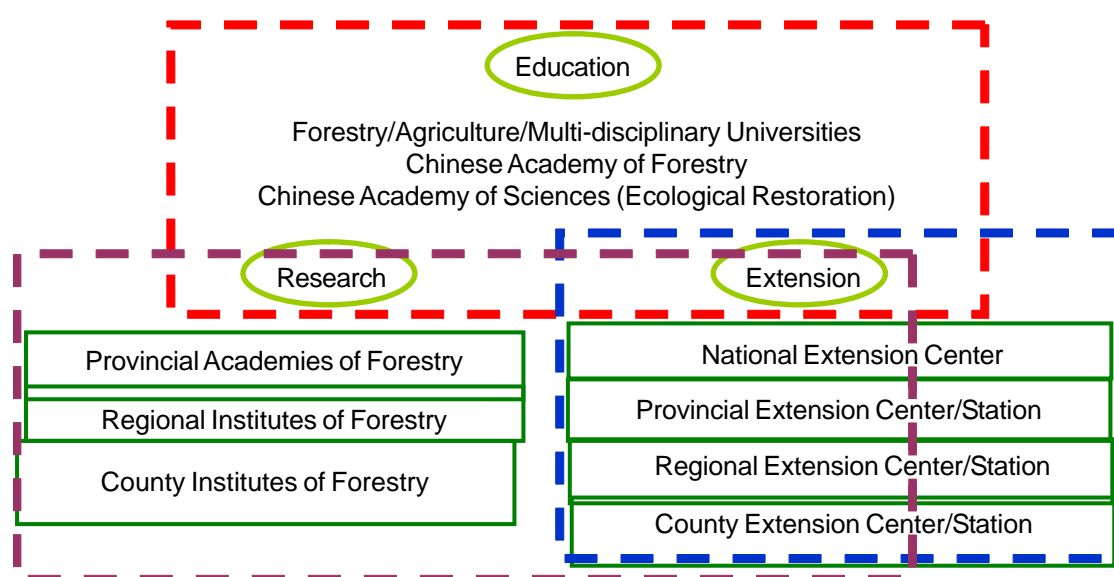 Education
Forestry/Agriculture/Multi-disciplinary Universities
Chinese Academy of Forestry
Chinese Academy of Sciences (Ecological Restoration)
Research
Extension
Provincial Academies of Forestry
Regional Institutes of Forestry
County Institutes of Forestry
National Extension Center
Provincial Extension Center/Station
Regional Extension Center/Station
County Extension Center/Station